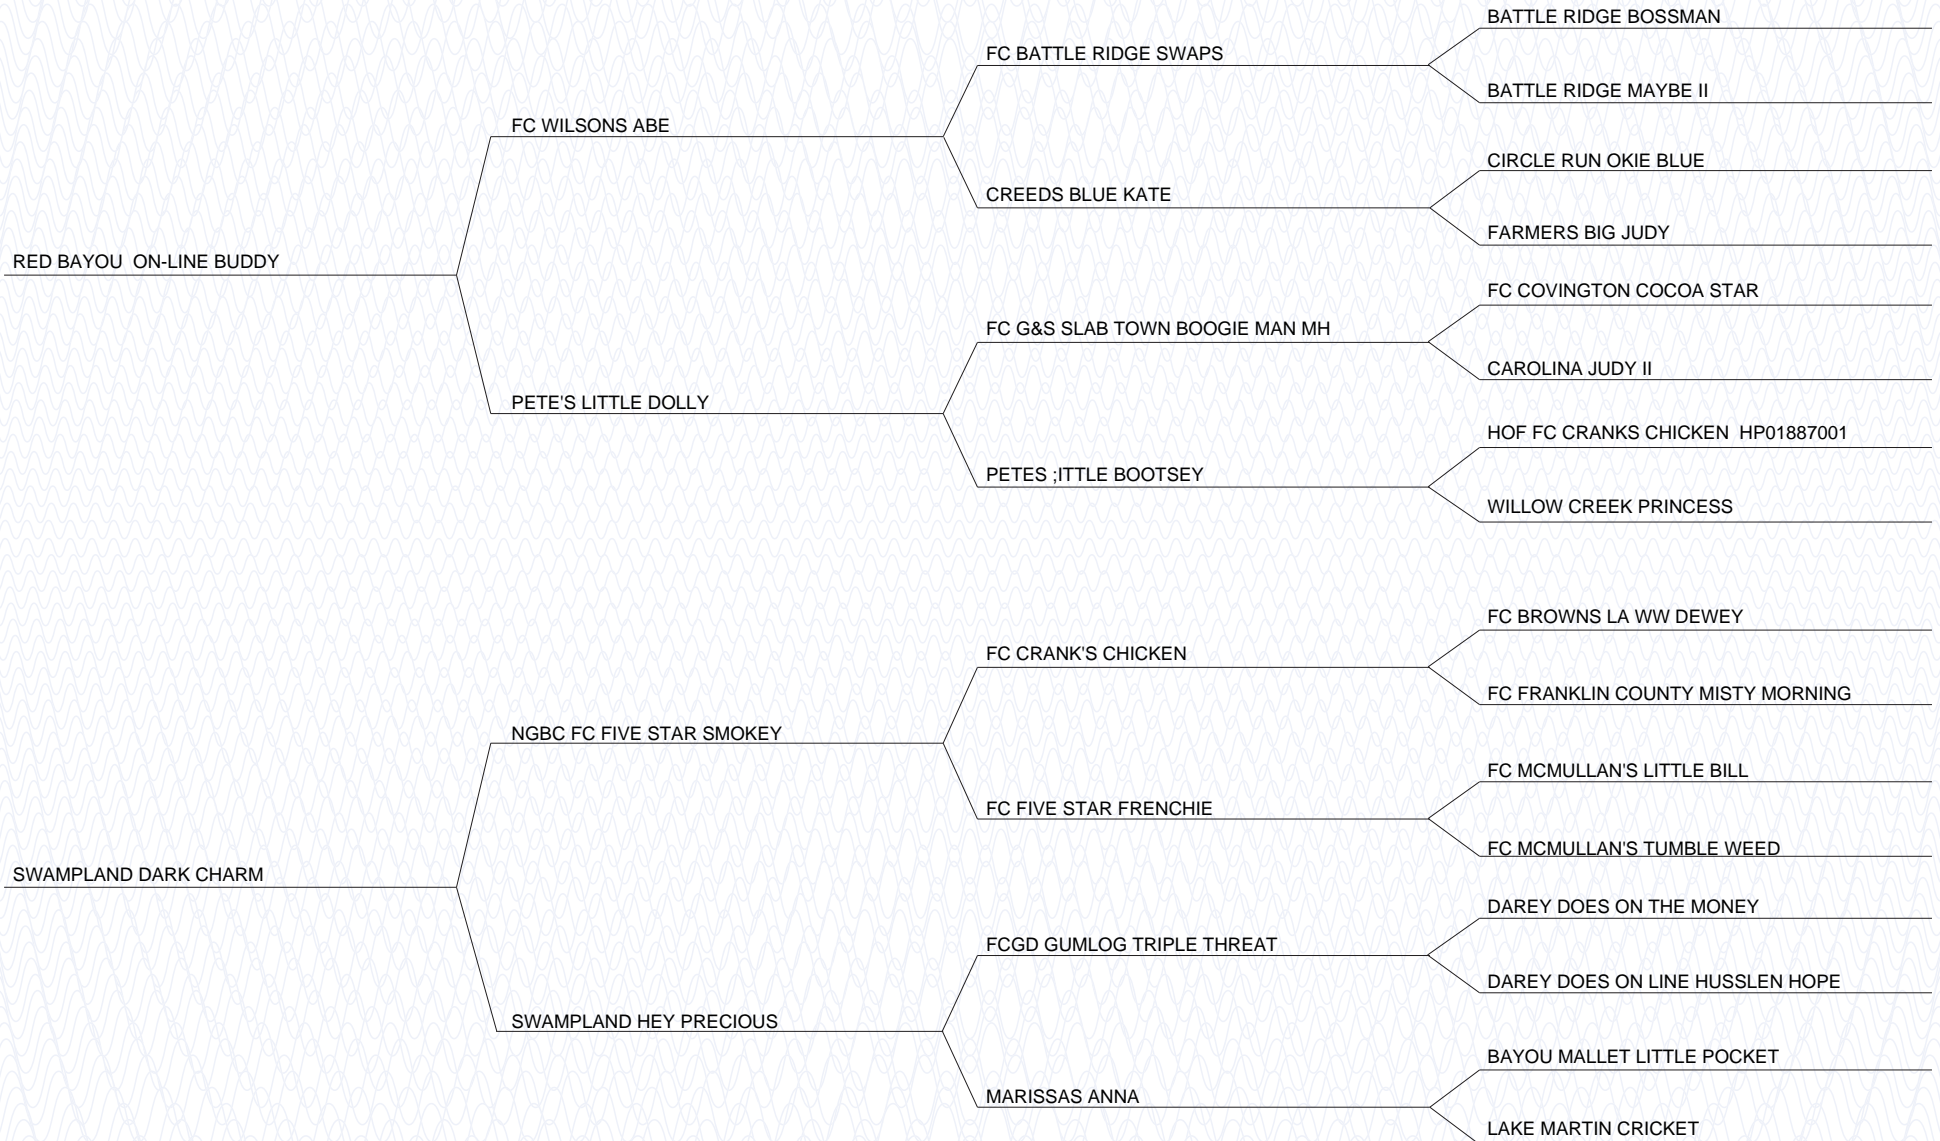 BATTLE RIDGE BOSSMAN
FC BATTLE RIDGE SWAPS
BATTLE RIDGE MAYBE II
FC WILSONS ABE
CIRCLE RUN OKIE BLUE
CREEDS BLUE KATE
FARMERS BIG JUDY
RED BAYOU  ON-LINE BUDDY
FC COVINGTON COCOA STAR
FC G&S SLAB TOWN BOOGIE MAN MH
CAROLINA JUDY II
PETE'S LITTLE DOLLY
HOF FC CRANKS CHICKEN  HP01887001
PETES ;ITTLE BOOTSEY
WILLOW CREEK PRINCESS
FC BROWNS LA WW DEWEY
FC CRANK'S CHICKEN
FC FRANKLIN COUNTY MISTY MORNING
NGBC FC FIVE STAR SMOKEY
FC MCMULLAN'S LITTLE BILL
FC FIVE STAR FRENCHIE
FC MCMULLAN'S TUMBLE WEED
SWAMPLAND DARK CHARM
DAREY DOES ON THE MONEY
FCGD GUMLOG TRIPLE THREAT
DAREY DOES ON LINE HUSSLEN HOPE
SWAMPLAND HEY PRECIOUS
BAYOU MALLET LITTLE POCKET
MARISSAS ANNA
LAKE MARTIN CRICKET